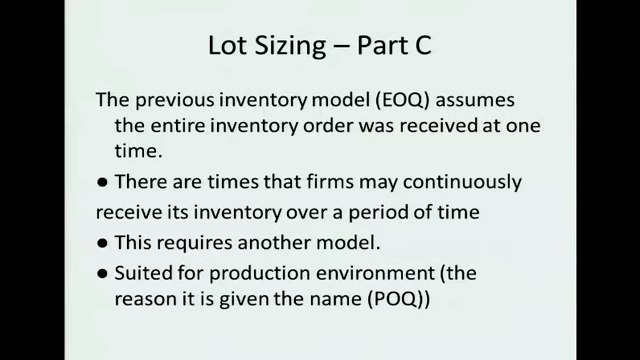 Lot Sizing – Part C
The previous inventory model (EOQ) assumes
the entire inventory order was received at one
time.
● There are times that firms may continuously
receive its inventory over a period of time
● This requires another model.
● Suited for production environment (the
reason it is given the name (POQ))